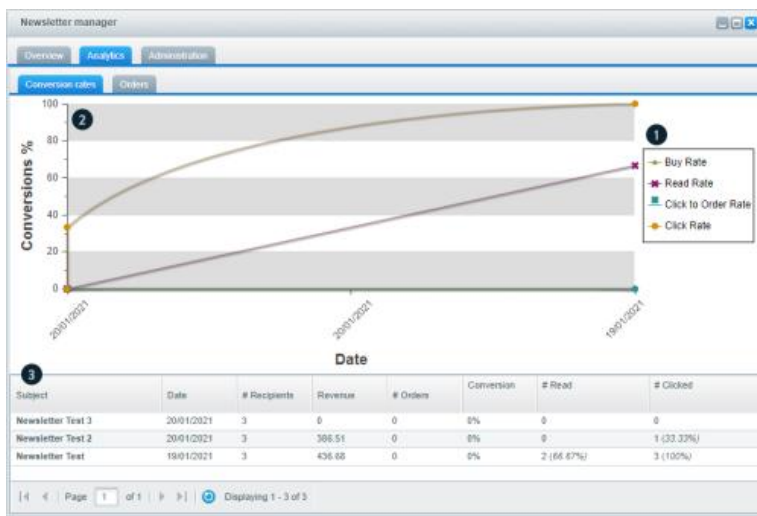 Newsletter manager
Overview Analytics Administration
Conversion rates Orders
100
80
60
40
20
0
Conversions %
2
1
Buy Rate
Read Rate
Click to Order Rate
Click Rate
20/01/2021 20/01/2021 19/01/2021
Date
3
Subject Date # Recipients Revenue # Orders Conversion # Read # Clicked
Newsletter Test 3 20/01/2021 3 0 0 0% 0 0
Newsletter Test 2 20/01/2021 3 386.51 0 0% 0 1 (33.33%)
Newsletter Test 19/01/2021 3 436.68 0 0% 2 (66.67%) 3 (100%)
Page 1 of 1 Displaying 1 - 3 of 3